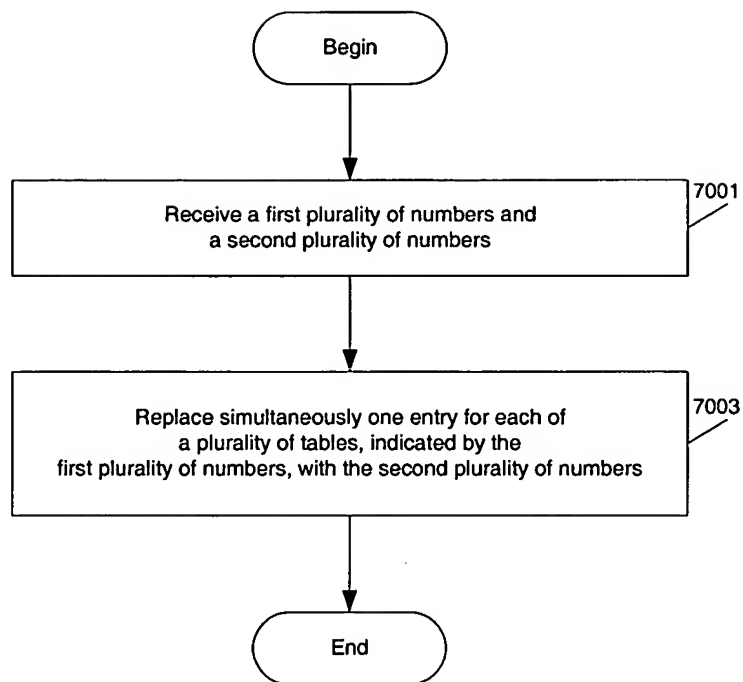 Begin
7001
Receive a first plurality of numbers and
a second plurality of numbers
7003
Replace simultaneously one entry for each of
a plurality of tables, indicated by the
first plurality of numbers, with the second plurality of numbers
End